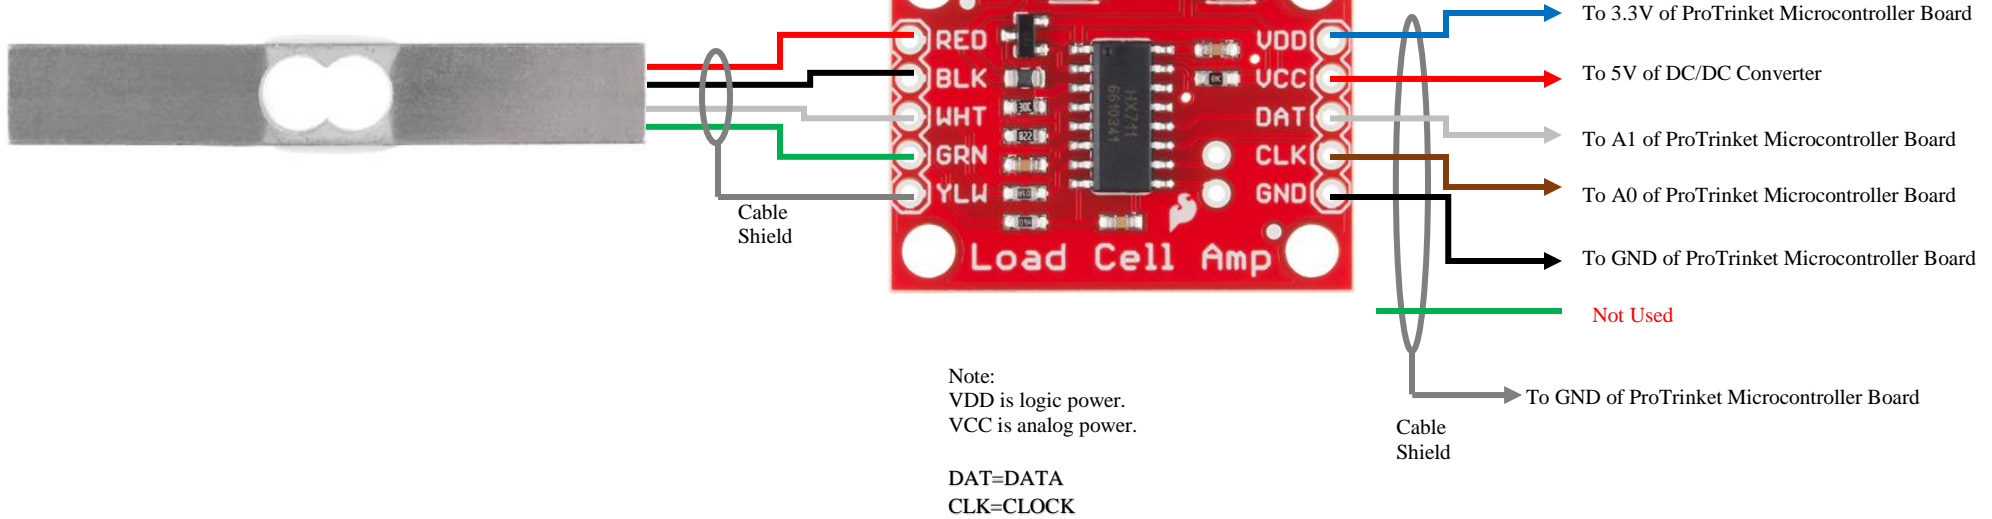 To 3.3V of ProTrinket Microcontroller Board
RED
VDD
BLK
VCC
To 5V of DC/DC Converter
WHT
DAT
To A1 of ProTrinket Microcontroller Board
GRN
CLK
To A0 of ProTrinket Microcontroller Board
YLW
GND
HX711
6610341
Cable
Shield
Load Cell Amp
To GND of ProTrinket Microcontroller Board
Not Used
Note:
VDD is logic power.
VCC is analog power.
To GND of ProTrinket Microcontroller Board
Cable
Shield
DAT=DATA
CLK=CLOCK